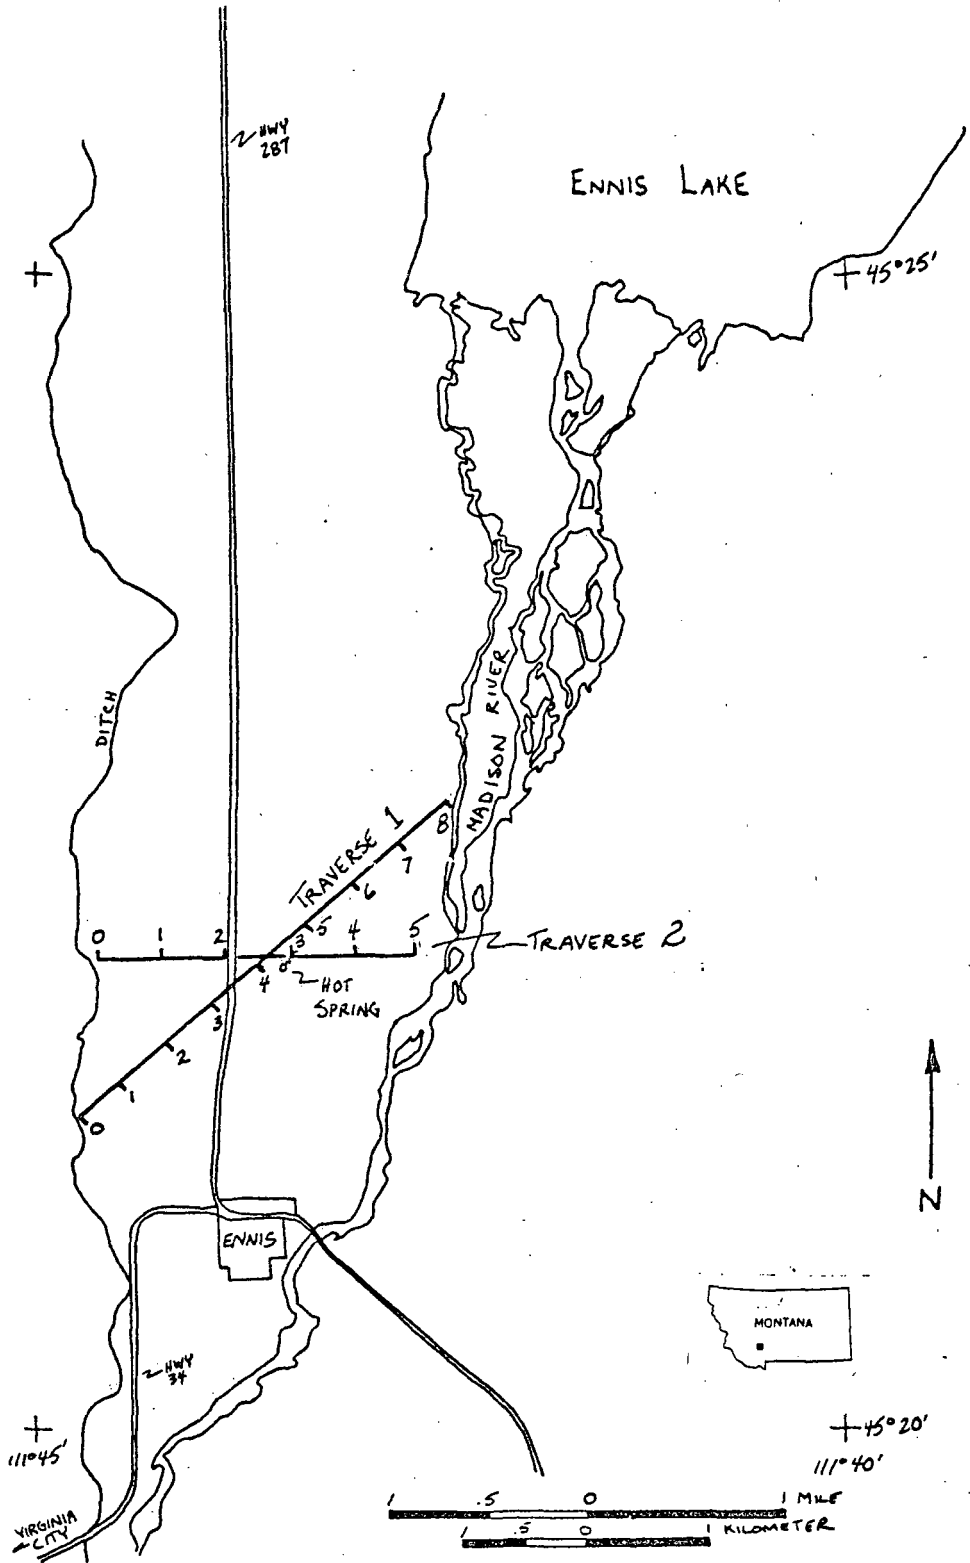 HWY
287
ENNIS LAKE
45°25'
DITCH
MADISON RIVER
TRAVERSE 1
8
7
6
5
4
3
2
1
0
0 1 2 3 4 5
TRAVERSE 2
HOT
SPRING
N
ENNIS
MONTANA
HWY
34
111°45'
45°20'
111°40'
VIRGINIA
CITY
1 .5 0 1 MILE
1 .5 0 1 KILOMETER